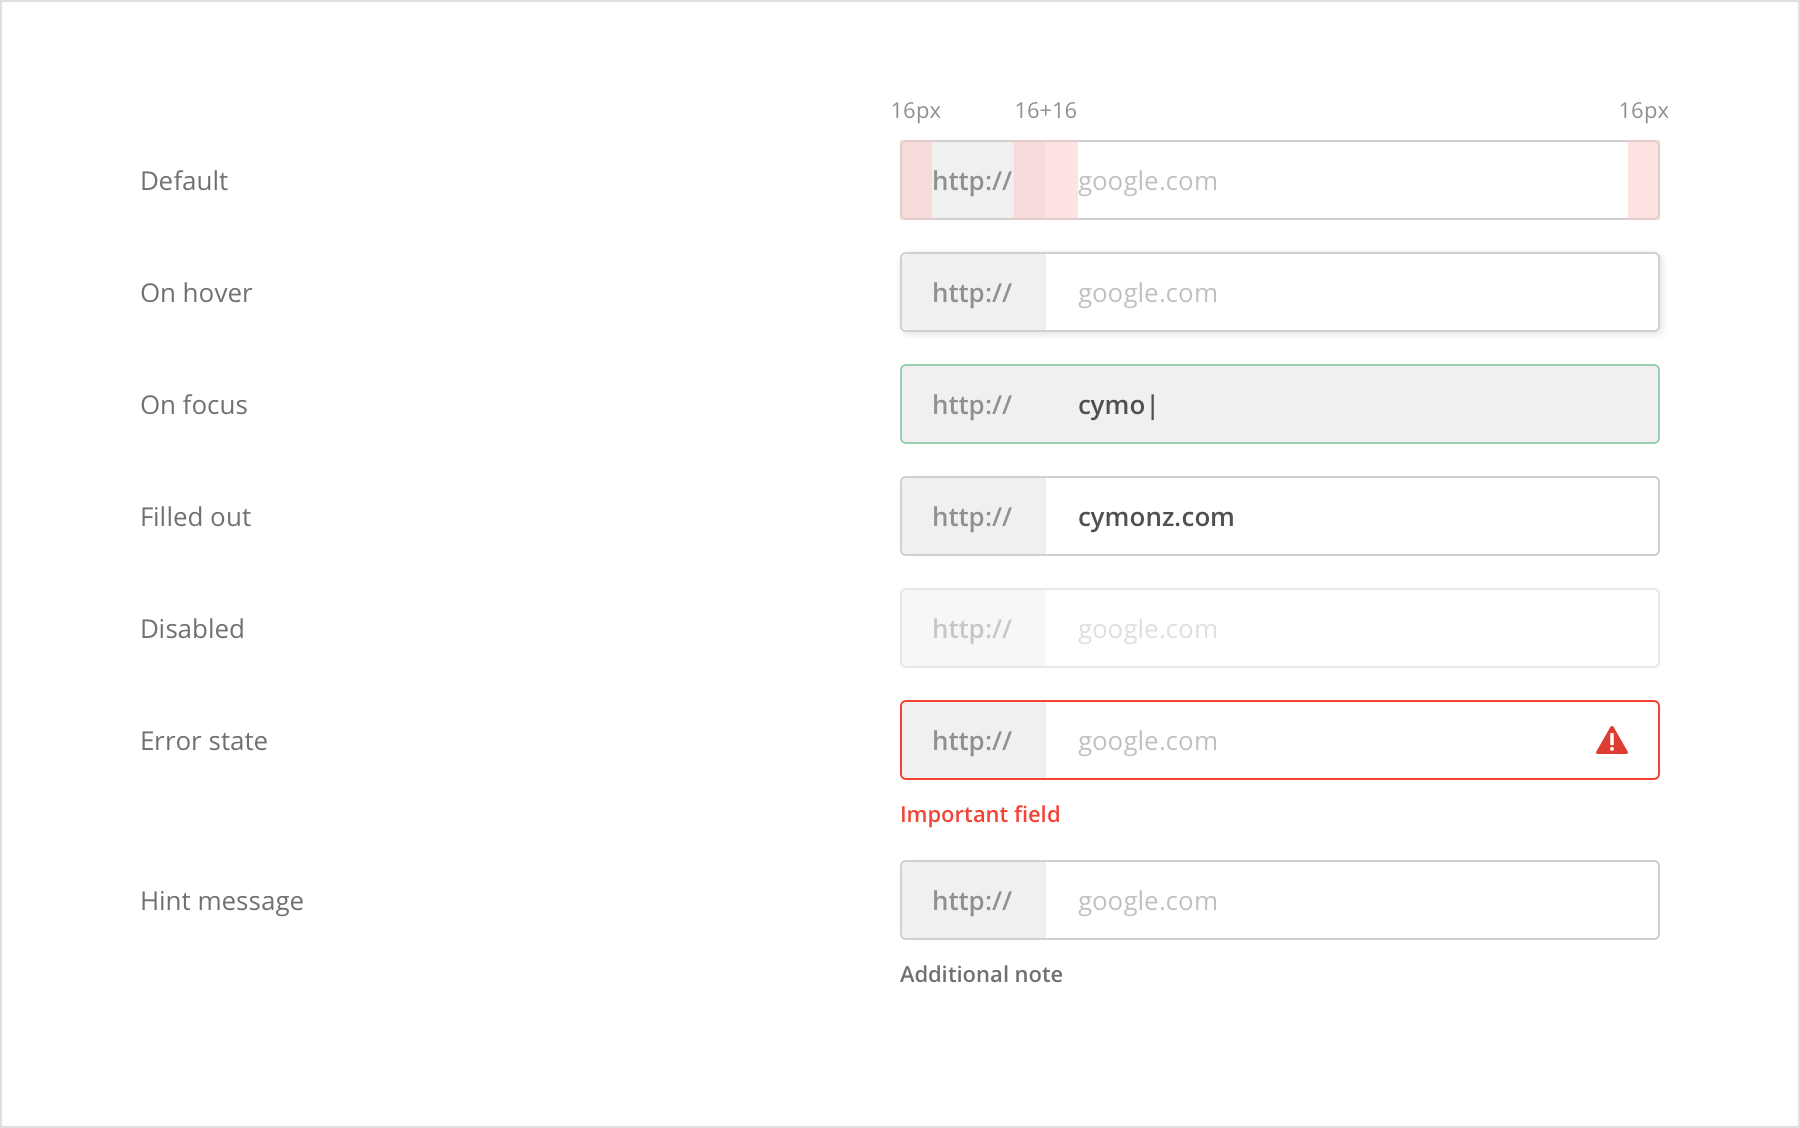 16px 16+16 16px
Default http:// google.com
On hover http:// google.com
On focus http:// cymo|
Filled out http:// cymonz.com
Disabled http:// google.com
Error state http:// google.com
Important field
Hint message http:// google.com
Additional note